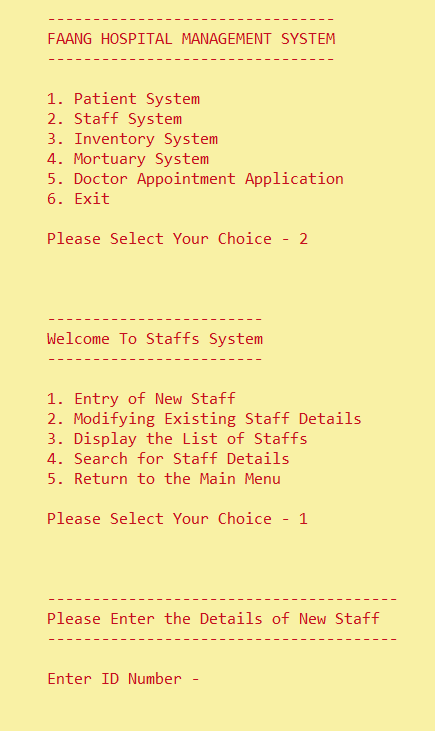 --------------------------------
FAANG HOSPITAL MANAGEMENT SYSTEM
--------------------------------
1. Patient System
2. Staff System
3. Inventory System
4. Mortuary System
5. Doctor Appointment Application
6. Exit
Please Select Your Choice - 2
------------------------
Welcome To Staffs System
------------------------
1. Entry of New Staff
2. Modifying Existing Staff Details
3. Display the List of Staffs
4. Search for Staff Details
5. Return to the Main Menu
Please Select Your Choice - 1
---------------------------------------
Please Enter the Details of New Staff
---------------------------------------
Enter ID Number -